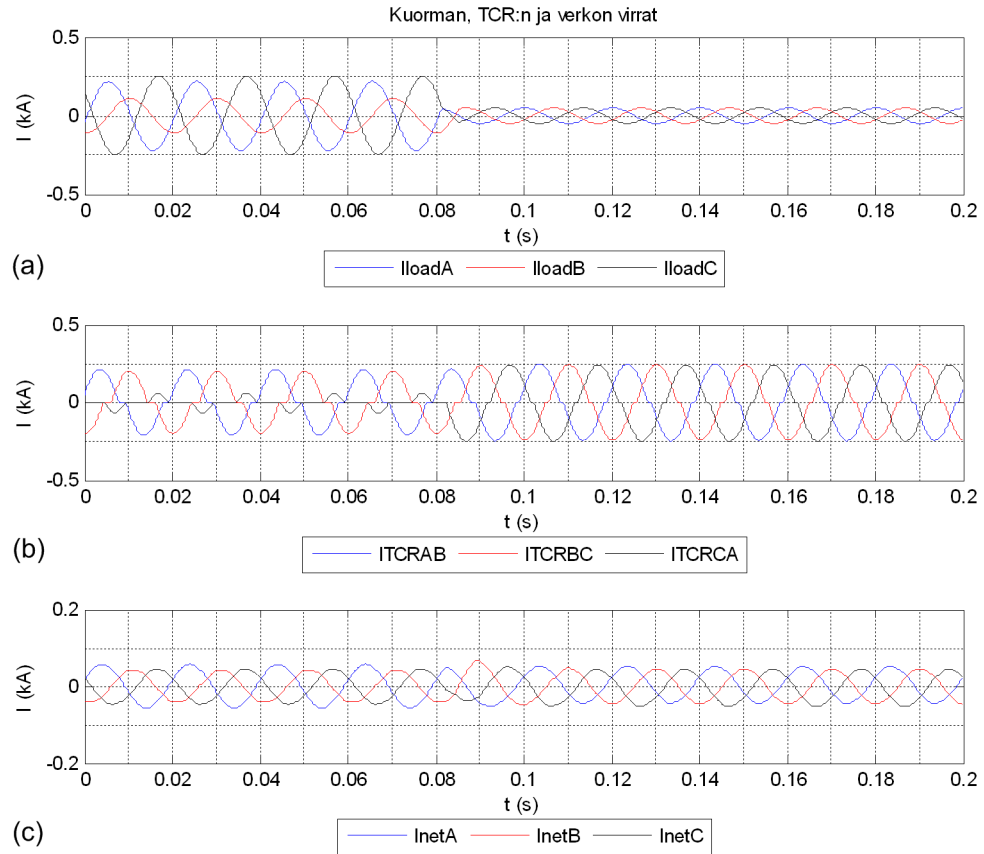 Kuorman, TCR:n ja verkon virrat
I (kA)
0.5
0
-0.5
0 0.02 0.04 0.06 0.08 0.1 0.12 0.14 0.16 0.18 0.2
t (s)
(a)
IloadA IloadB IloadC
I (kA)
0.5
0
-0.5
0 0.02 0.04 0.06 0.08 0.1 0.12 0.14 0.16 0.18 0.2
t (s)
(b)
ITCRAB ITCRBC ITCRCA
I (kA)
0.2
0
-0.2
0 0.02 0.04 0.06 0.08 0.1 0.12 0.14 0.16 0.18 0.2
t (s)
(c)
InetA InetB InetC